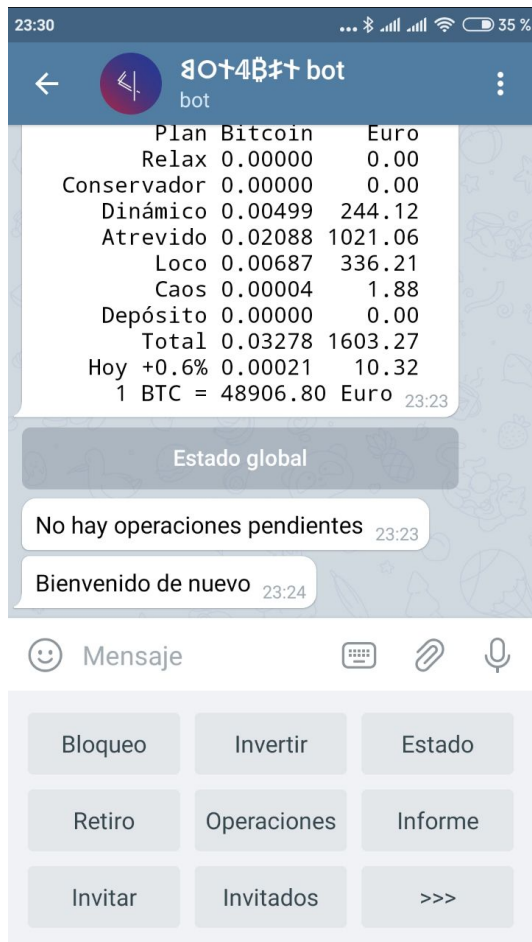 23:30
35 %
bot
bot
Plan Bitcoin Euro
Relax 0.00000 0.00
Conservador 0.00000 0.00
Dinámico 0.00499 244.12
Atrevido 0.02088 1021.06
Loco 0.00687 336.21
Caos 0.00004 1.88
Depósito 0.00000 0.00
Total 0.03278 1603.27
Hoy +0.6% 0.00021 10.32
1 BTC = 48906.80 Euro 23:23
Estado global
No hay operaciones pendientes 23:23
Bienvenido de nuevo 23:24
Mensaje
Bloqueo Invertir Estado
Retiro Operaciones Informe
Invitar Invitados >>>